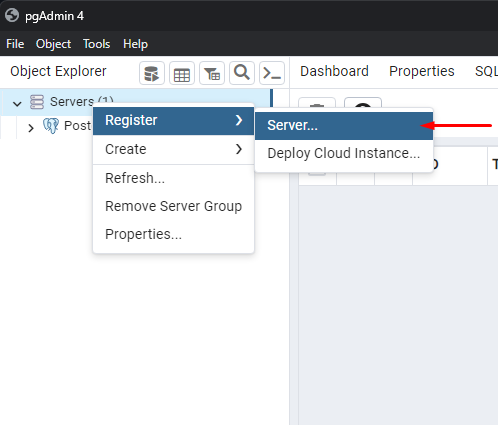 pgAdmin 4
File Object Tools Help
Object Explorer
Dashboard Properties SQL
Servers (1)
Register
Server...
Create
Deploy Cloud Instance...
Refresh...
Remove Server Group
Properties...